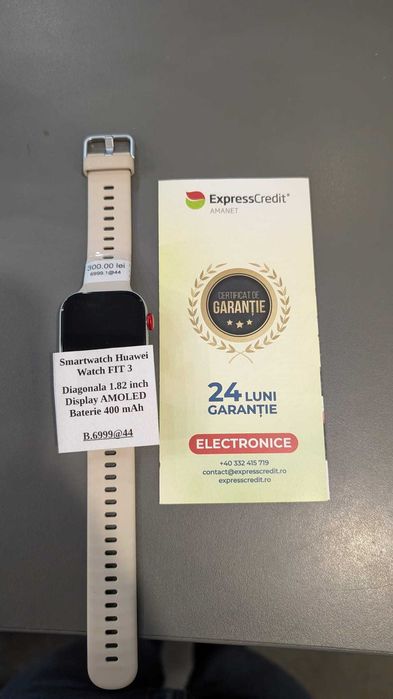 300.00 lei
6999.1@44
Smartwatch Huawei
Watch FIT 3
Diagonala 1.82 inch
Display AMOLED
Baterie 400 mAh
B.6999@44
ExpressCredit®
AMANET
CERTIFICAT DE
GARANȚIE
24 LUNI
GARANȚIE
ELECTRONICE
+40 332 415 719
contact@expresscredit.ro
expresscredit.ro